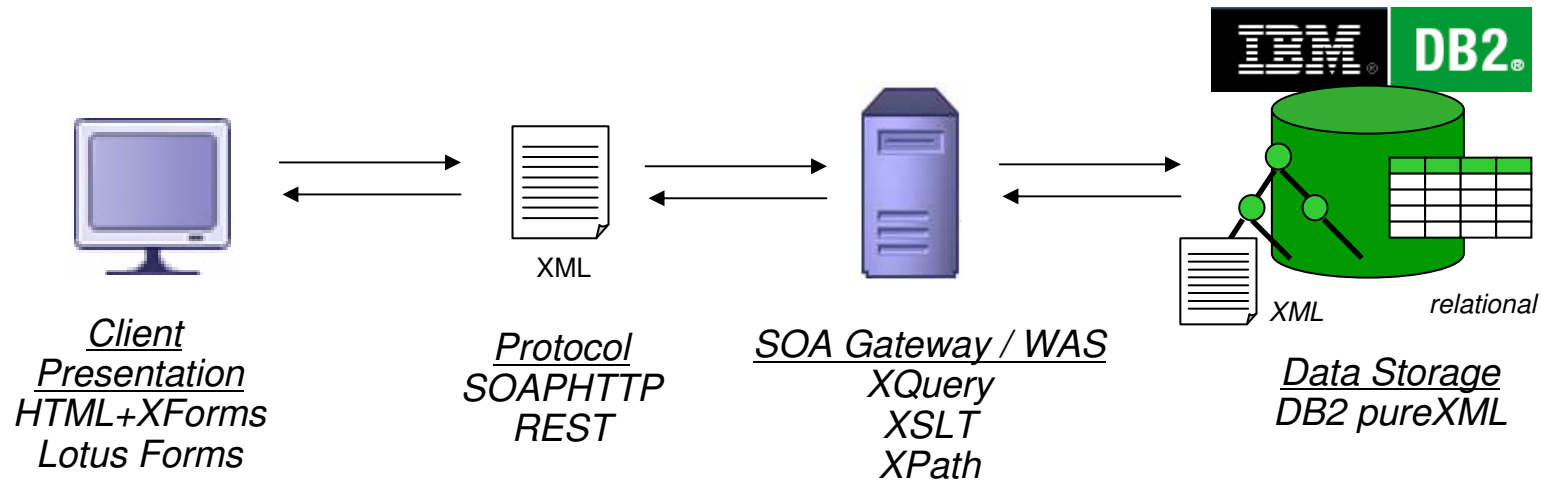 IBM® DB2®
XML
XML
relational
Client
Presentation
HTML+XForms
Lotus Forms
Protocol
SOAPHTTP
REST
SOA Gateway / WAS
XQuery
XSLT
XPath
Data Storage
DB2 pureXML